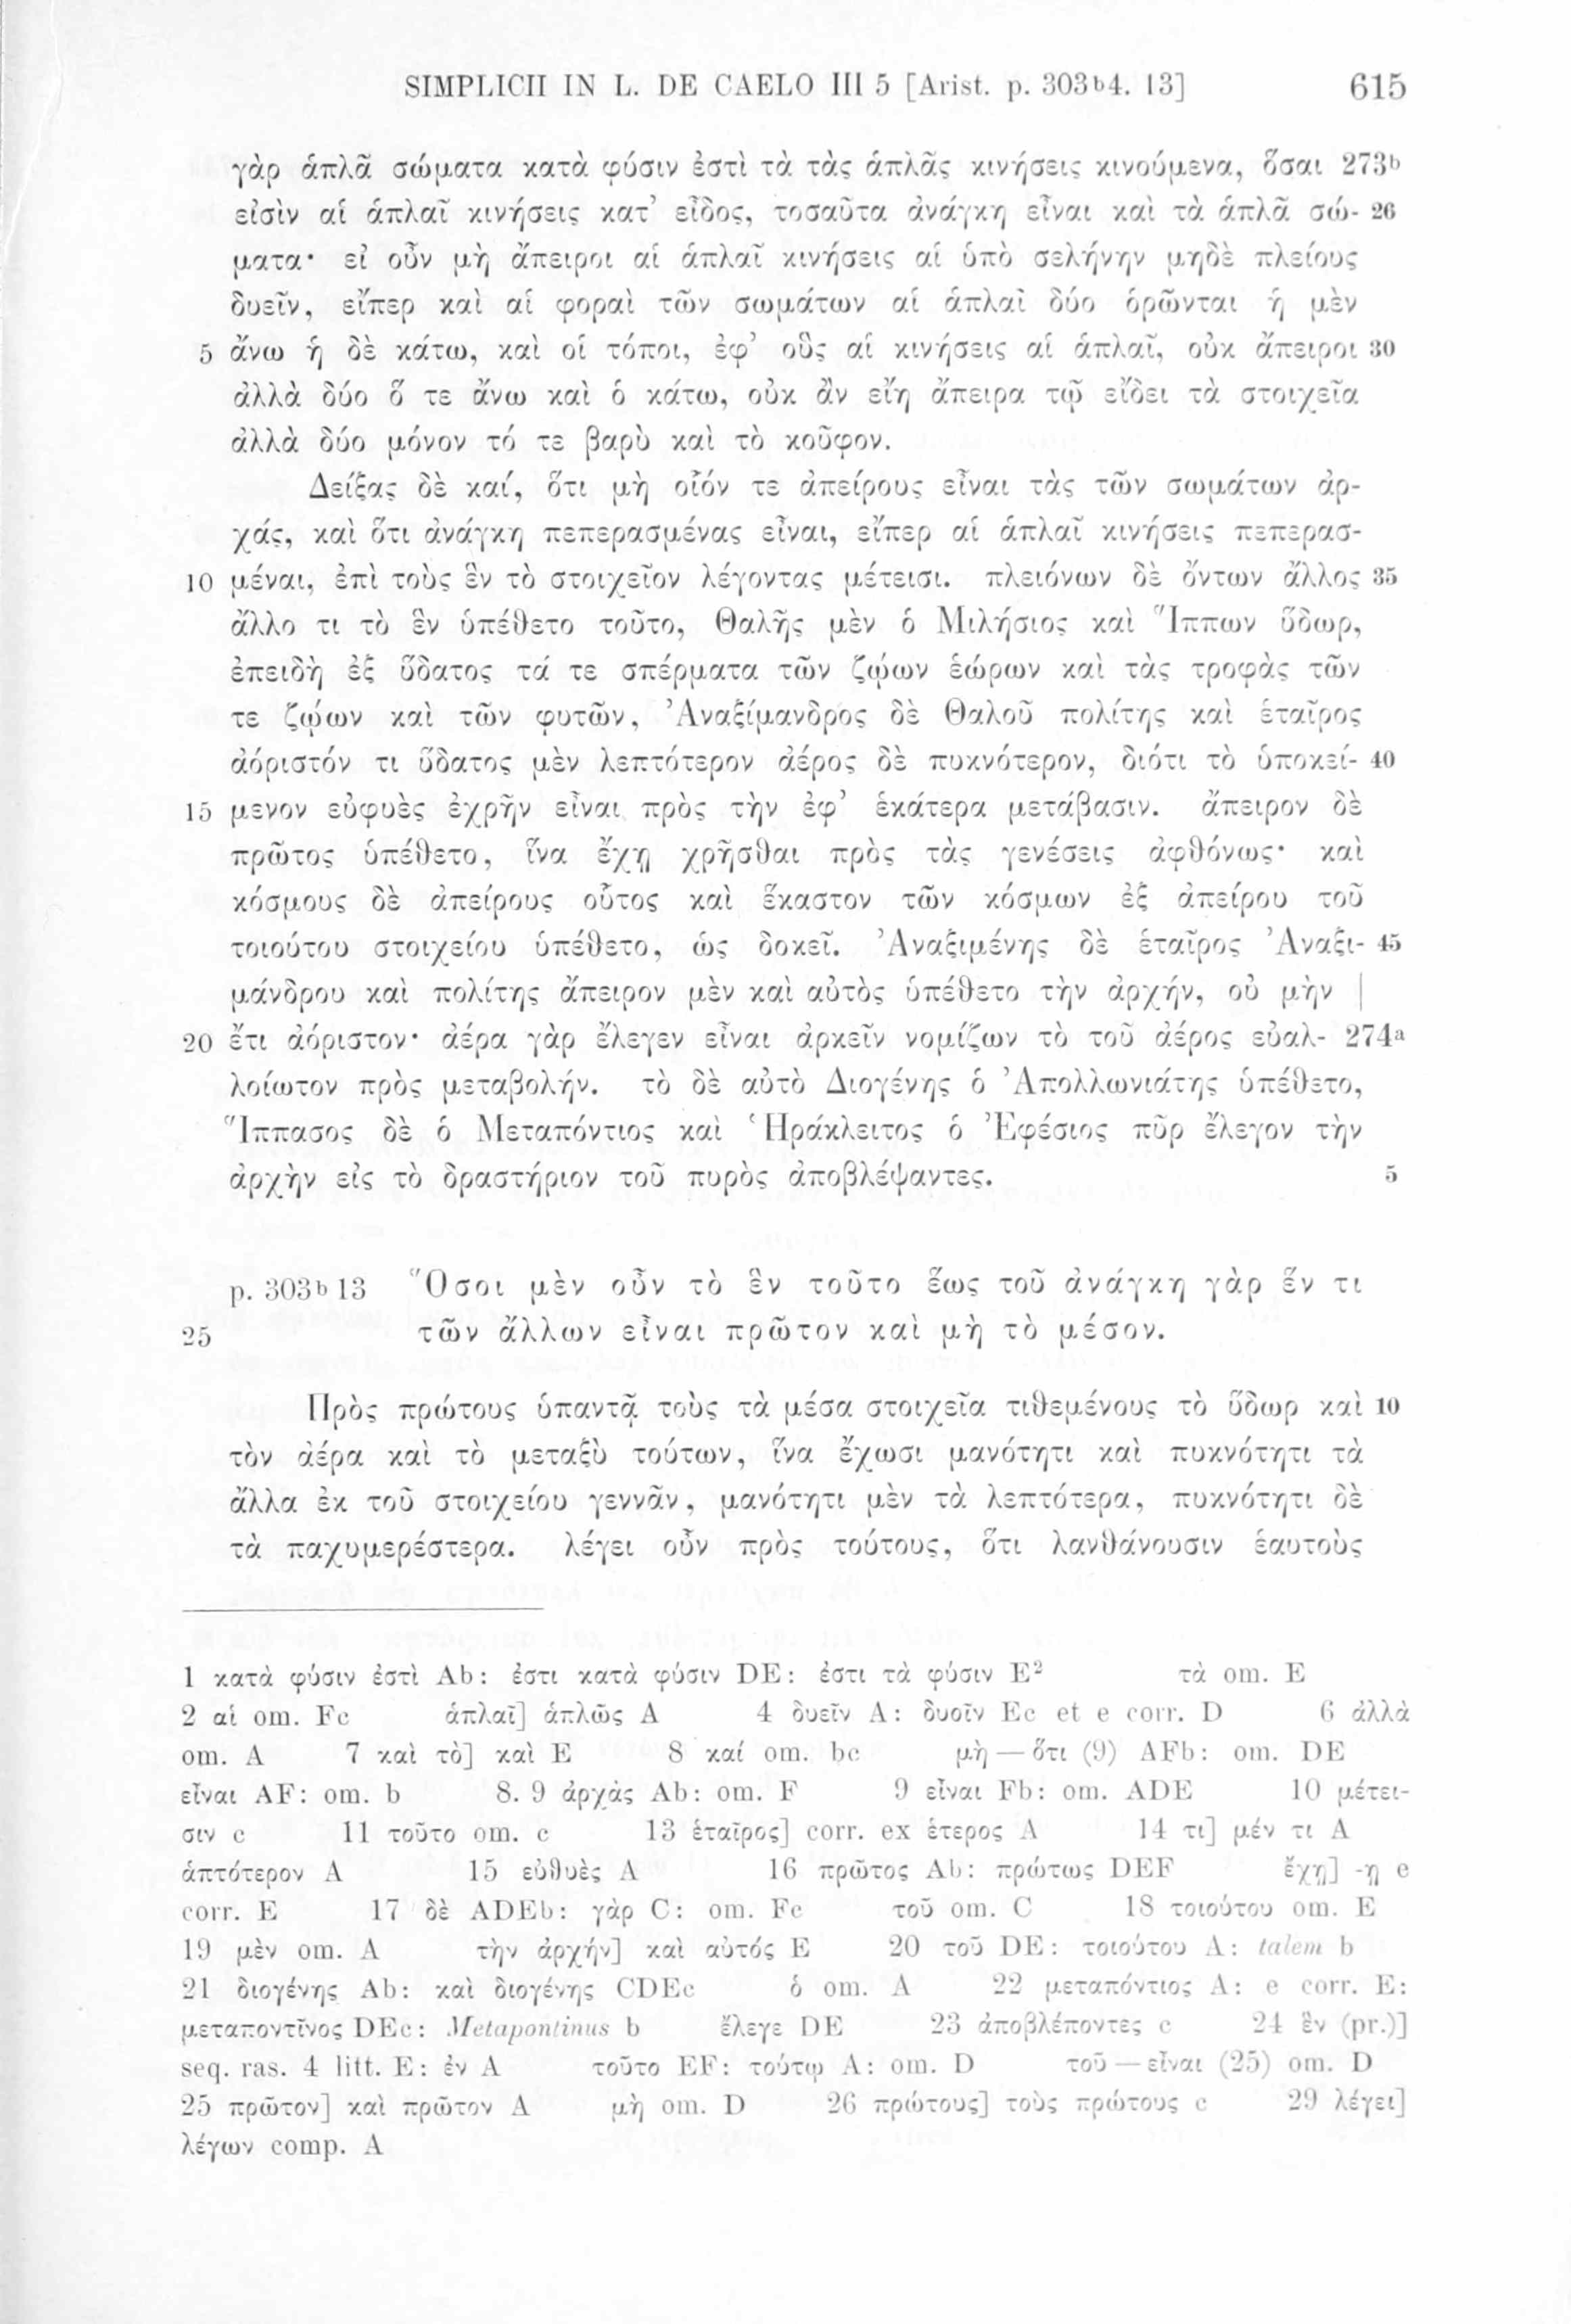 SIMPLICII IN L. DE CAELO III 5 [Arist. p. 303b4. 13] 615
γὰρ ἁπλᾶ σώματα κατὰ φύσιν ἐστὶ τὰ τὰς ἁπλᾶς κινήσεις κινούμενα, ὅσαι 273b
εἰσὶν αἱ ἁπλαῖ κινήσεις κατ’ εἶδος, τοσαῦτα ἀνάγκη εἶναι καὶ τὰ ἁπλᾶ σώ- 26
ματα· εἰ οὖν μὴ ἄπειροι αἱ ἁπλαῖ κινήσεις αἱ ὑπὸ σελήνην μηδὲ πλείους
δυεῖν, εἴπερ καὶ αἱ φοραὶ τῶν σωμάτων αἱ ἁπλαῖ δύο ὁρῶνται ἡ μὲν
5 ἄνω ἡ δὲ κάτω, καὶ οἱ τόποι, ἐφ’ οὓς αἱ κινήσεις αἱ ἁπλαῖ, οὐκ ἄπειροι 30
ἀλλὰ δύο ὅ τε ἄνω καὶ ὁ κάτω, οὐκ ἂν εἴη ἄπειρα τῷ εἴδει τὰ στοιχεῖα
ἀλλὰ δύο μόνον τό τε βαρὺ καὶ τὸ κοῦφον.
Δείξας δὲ καί, ὅτι μὴ οἷόν τε ἀπείρους εἶναι τὰς τῶν σωμάτων ἀρ-
χάς, καὶ ὅτι ἀνάγκη πεπερασμένας εἶναι, εἴπερ αἱ ἁπλαῖ κινήσεις πεπερασ-
10 μέναι, ἐπὶ τοὺς ἓν τὸ στοιχεῖον λέγοντας μέτεισι. πλειόνων δὲ ὄντων ἄλλος 35
ἄλλο τι τὸ ἓν ὑπέθετο τοῦτο, Θαλῆς μὲν ὁ Μιλήσιος καὶ Ἵππων ὕδωρ,
ἐπειδὴ ἐξ ὕδατος τά τε σπέρματα τῶν ζῴων ἑώρων καὶ τὰς τροφὰς τῶν
τε ζῴων καὶ τῶν φυτῶν, Ἀναξίμανδρος δὲ Θαλοῦ πολίτης καὶ ἑταῖρος
ἀόριστόν τι ὕδατος μὲν λεπτότερον ἀέρος δὲ πυκνότερον, διότι τὸ ὑποκεί- 40
15 μενον εὐφυὲς ἐχρῆν εἶναι πρὸς τὴν ἐφ’ ἑκάτερα μετάβασιν. ἄπειρον δὲ
πρῶτος ὑπέθετο, ἵνα ἔχῃ χρῆσθαι πρὸς τὰς γενέσεις ἀφθόνως· καὶ
κόσμους δὲ ἀπείρους οὗτος καὶ ἕκαστον τῶν κόσμων ἐξ ἀπείρου τοῦ
τοιούτου στοιχείου ὑπέθετο, ὡς δοκεῖ. Ἀναξιμένης δὲ ἑταῖρος Ἀναξι- 45
μάνδρου καὶ πολίτης ἄπειρον μὲν καὶ αὐτὸς ὑπέθετο τὴν ἀρχήν, οὐ μὴν |
20 ἔτι ἀόριστον· ἀέρα γὰρ ἔλεγεν εἶναι ἀρκεῖν νομίζων τὸ τοῦ ἀέρος εὐαλ- 274a
λοίωτον πρὸς μεταβολήν. τὸ δὲ αὐτὸ Διογένης ὁ Ἀπολλωνιάτης ὑπέθετο,
Ἵππασος δὲ ὁ Μεταπόντιος καὶ Ἡράκλειτος ὁ Ἐφέσιος πῦρ ἔλεγον τὴν
ἀρχὴν εἰς τὸ δραστήριον τοῦ πυρὸς ἀποβλέψαντες. 5
p. 303b 13 Ὅσοι μὲν οὖν τὸ ἓν τοῦτο ἕως τοῦ ἀνάγκη γὰρ ἕν τι
25 τῶν ἄλλων εἶναι πρῶτον καὶ μὴ τὸ μέσον.
Πρὸς πρώτους ὑπαντᾷ τοὺς τὰ μέσα στοιχεῖα τιθεμένους τὸ ὕδωρ καὶ 10
τὸν ἀέρα καὶ τὸ μεταξὺ τούτων, ἵνα ἔχωσι μανότητι καὶ πυκνότητι τὰ
ἄλλα ἐκ τοῦ στοιχείου γεννᾶν, μανότητι μὲν τὰ λεπτότερα, πυκνότητι δὲ
τὰ παχυμερέστερα. λέγει οὖν πρὸς τούτους, ὅτι λανθάνουσιν ἑαυτοὺς
1 κατὰ φύσιν ἐστὶ Ab: ἐστι κατὰ φύσιν DE: ἐστι τὰ φύσιν E² τὰ om. E
2 αἱ om. Fc ἁπλαῖ] ἁπλῶς A 4 δυεῖν A: δυοῖν Ec et e corr. D 6 ἀλλὰ
om. A 7 καὶ τὸ] καὶ E 8 καί om. bc μὴ — ὅτι (9) AFb: om. DE
εἶναι AF: om. b 8. 9 ἀρχὰς Ab: om. F 9 εἶναι Fb: om. ADE 10 μέτει-
σιν c 11 τοῦτο om. c 13 ἑταῖρος] corr. ex ἕτερος A 14 τι] μέν τι A
ἁπτότερον A 15 εὐθυὲς A 16 πρῶτος Ab: πρώτως DEF ἔχῃ] -ῃ e
corr. E 17 δὲ ADEb: γὰρ C: om. Fc τοῦ om. C 18 τοιούτου om. E
19 μὲν om. A τὴν ἀρχήν] καὶ αὐτός E 20 τοῦ DE: τοιούτου A: talem b
21 διογένης Ab: καὶ διογένης CDEc ὁ om. A 22 μεταπόντιος A: e corr. E:
μεταποντῖνος DEc: Metapontinus b ἔλεγε DE 23 ἀποβλέποντες c 24 ἓν (pr.)]
seq. ras. 4 litt. E: ἐν A τοῦτο EF: τούτῳ A: om. D τοῦ — εἶναι (25) om. D
25 πρῶτον] καὶ πρῶτον A μὴ om. D 26 πρώτους] τοὺς πρώτους c 29 λέγει]
λέγων comp. A